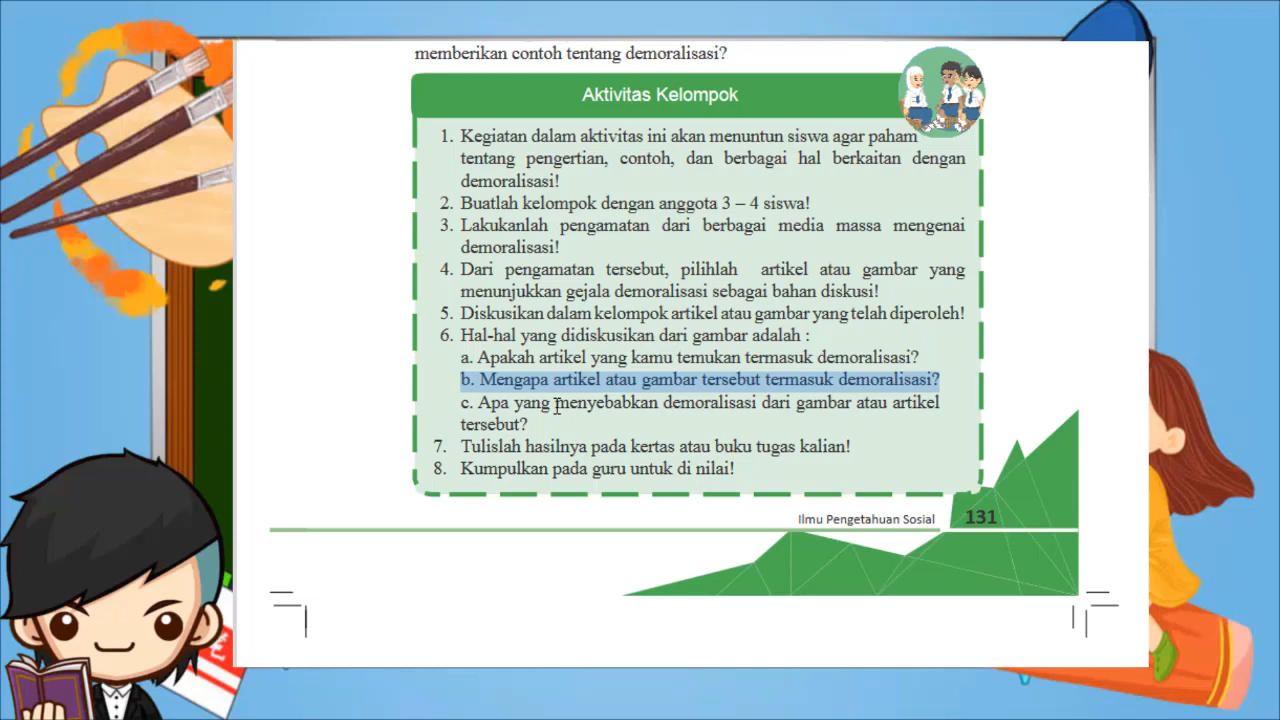 memberikan contoh tentang demoralisasi?
Aktivitas Kelompok
1. Kegiatan dalam aktivitas ini akan menuntun siswa agar paham
tentang pengertian, contoh, dan berbagai hal berkaitan dengan
demoralisasi!
2. Buatlah kelompok dengan anggota 3 – 4 siswa!
3. Lakukanlah pengamatan dari berbagai media massa mengenai
demoralisasi!
4. Dari pengamatan tersebut, pilihlah artikel atau gambar yang
menunjukkan gejala demoralisasi sebagai bahan diskusi!
5. Diskusikan dalam kelompok artikel atau gambar yang telah diperoleh!
6. Hal-hal yang didiskusikan dari gambar adalah :
a. Apakah artikel yang kamu temukan termasuk demoralisasi?
b. Mengapa artikel atau gambar tersebut termasuk demoralisasi?
c. Apa yang menyebabkan demoralisasi dari gambar atau artikel
tersebut?
7. Tulislah hasilnya pada kertas atau buku tugas kalian!
8. Kumpulkan pada guru untuk di nilai!
Ilmu Pengetahuan Sosial 131